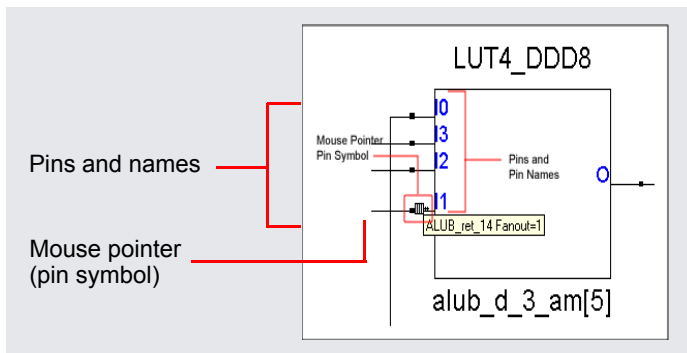 LUT4_DDD8
I0
I3
I2
I1
O
Mouse Pointer
Pin Symbol
Pins and
Pin Names
ALUB_ret_14 Fanout=1
alub_d_3_am[5]
Pins and names
Mouse pointer
(pin symbol)